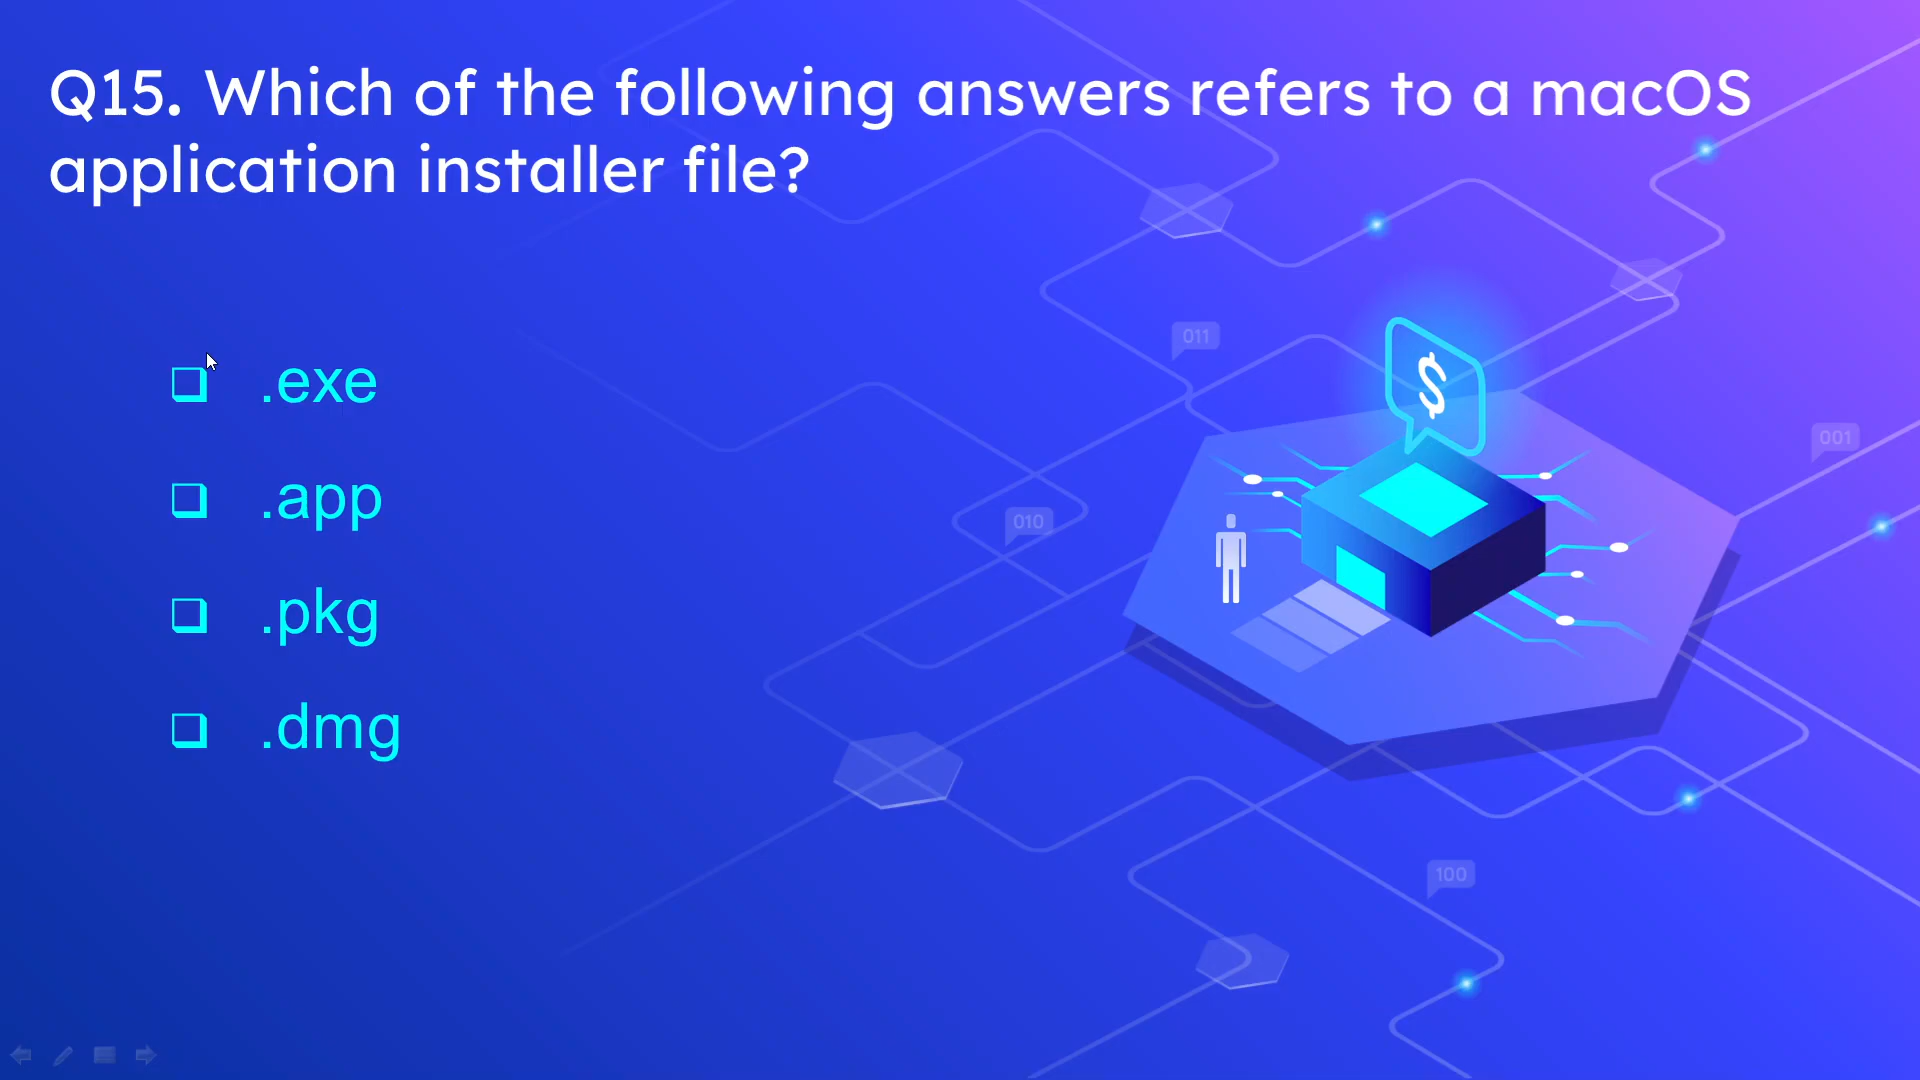 Q15. Which of the following answers refers to a macOS
application installer file?
.exe
.app
.pkg
.dmg
011
$
001
010
100